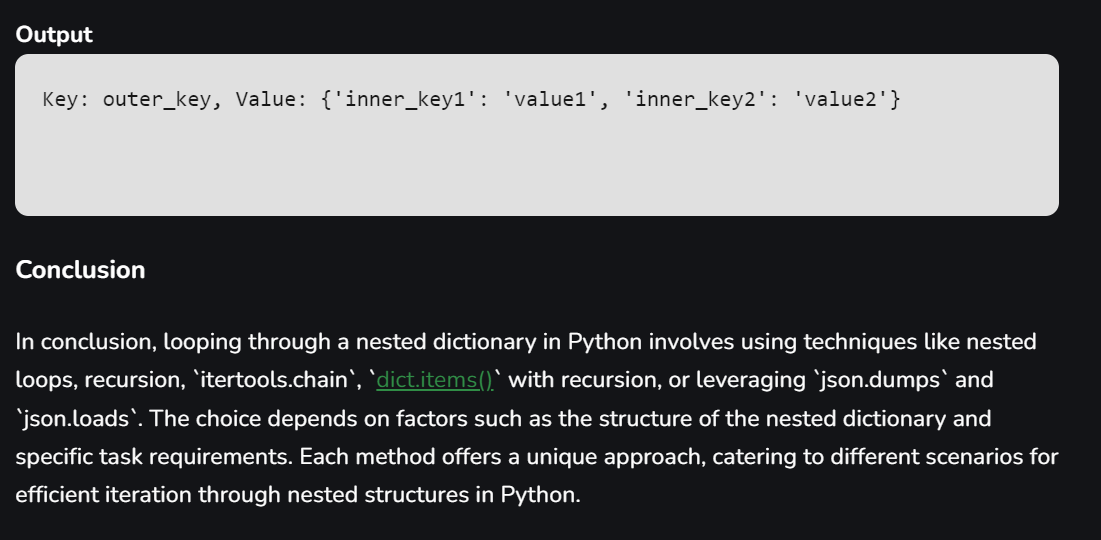 Output
Key: outer_key, Value: {'inner_key1': 'value1', 'inner_key2': 'value2'}
Conclusion
In conclusion, looping through a nested dictionary in Python involves using techniques like nested
loops, recursion, `itertools.chain`, `dict.items()` with recursion, or leveraging `json.dumps` and
`json.loads`. The choice depends on factors such as the structure of the nested dictionary and
specific task requirements. Each method offers a unique approach, catering to different scenarios for
efficient iteration through nested structures in Python.